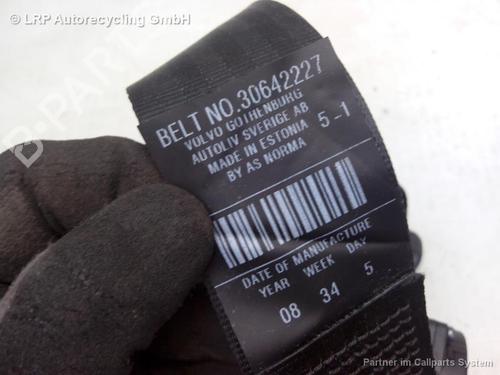 © LRP Autorecycling GmbH
BELT NO.30642227
VOLVO GOTHENBURG
AUTOLIV SVERIGE AB
MADE IN ESTONIA 5-1
BY AS NORMA
DATE OF MANUFACTURE
YEAR WEEK DAY
08 34 5
Partner im Callparts System